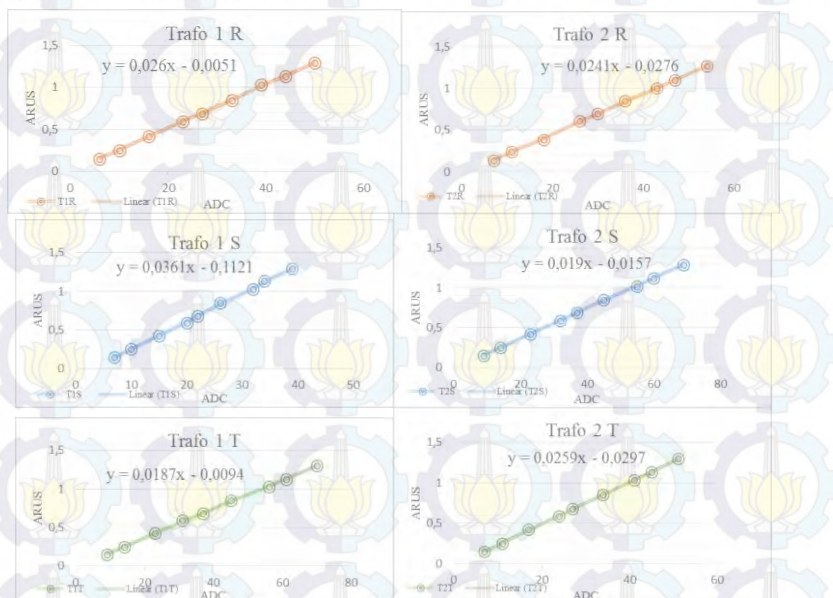 Trafo 1 R
y = 0,026x - 0,0051
1,5
1
0,5
0
ARUS
0 20 40 60
ADC
T1R Linear (T1R)
Trafo 2 R
y = 0,0241x - 0,0276
1,5
1
0,5
0
ARUS
0 20 40 60
ADC
T2R Linear (T2R)
Trafo 1 S
y = 0,0361x - 0,1121
1,5
1
0,5
0
ARUS
0 10 20 30 40 50
ADC
T1S Linear (T1S)
Trafo 2 S
y = 0,019x - 0,0157
1,5
1
0,5
0
ARUS
0 20 40 60 80
ADC
T2S Linear (T2S)
Trafo 1 T
y = 0,0187x - 0,0094
1,5
1
0,5
0
ARUS
0 20 40 60 80
ADC
T1T Linear (T1T)
Trafo 2 T
y = 0,0259x - 0,0297
1,5
1
0,5
0
ARUS
0 20 40 60
ADC
T2T Linear (T2T)